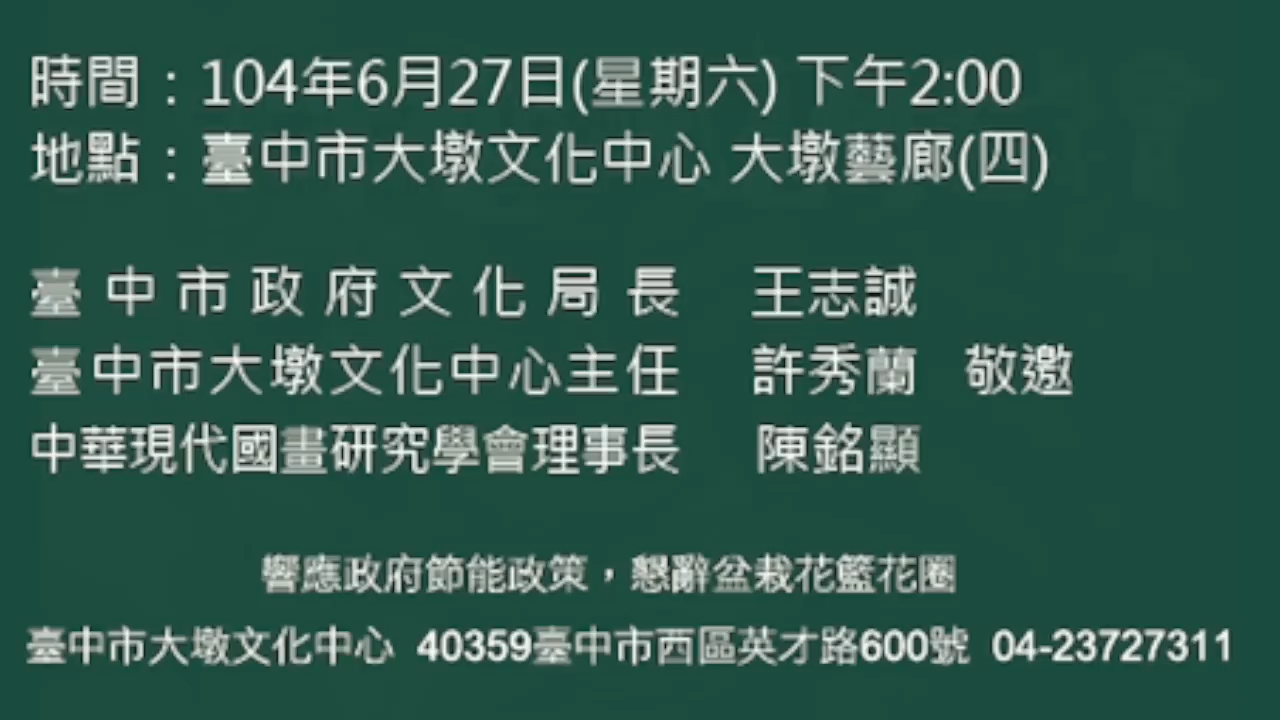 時間：104年6月27日(星期六) 下午2:00
地點：臺中市大墩文化中心 大墩藝廊(四)
臺中市政府文化局長 王志誠
臺中市大墩文化中心主任 許秀蘭 敬邀
中華現代國畫研究學會理事長 陳銘顯
響應政府節能政策，懇辭盆栽花籃花圈
臺中市大墩文化中心 40359臺中市西區英才路600號 04-23727311